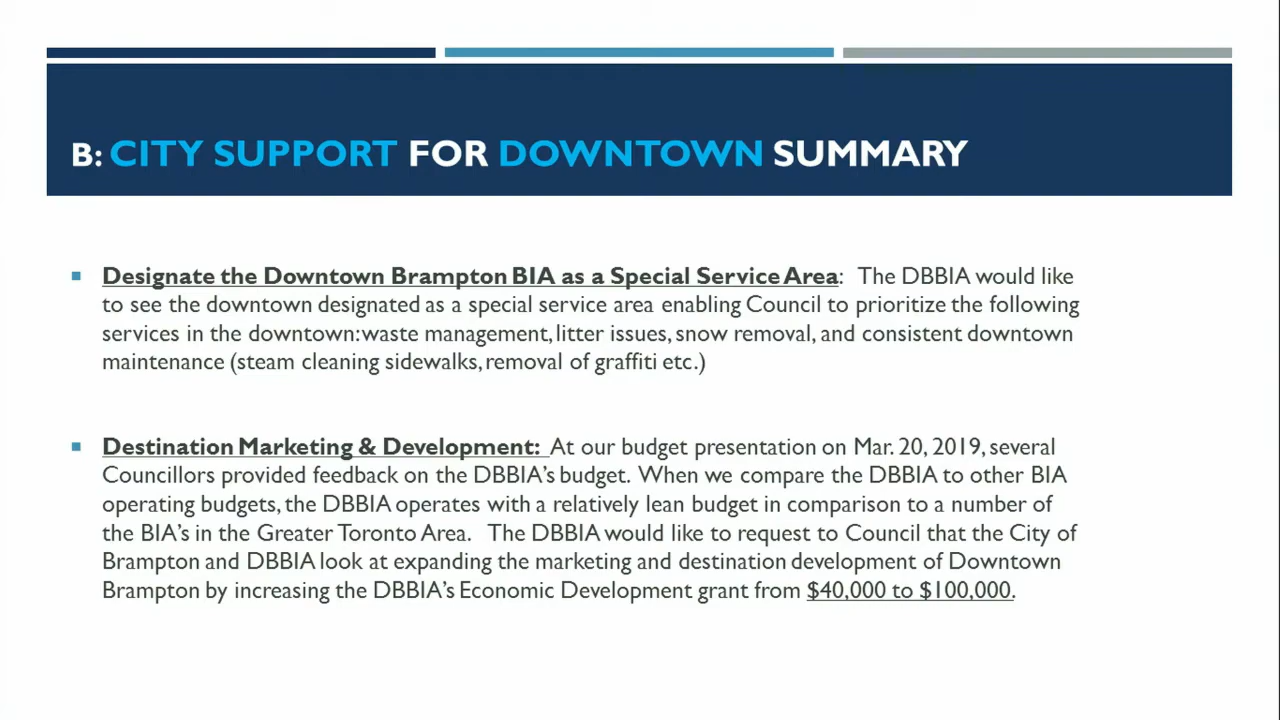 B: CITY SUPPORT FOR DOWNTOWN SUMMARY
Designate the Downtown Brampton BIA as a Special Service Area: The DBBIA would like
to see the downtown designated as a special service area enabling Council to prioritize the following
services in the downtown: waste management, litter issues, snow removal, and consistent downtown
maintenance (steam cleaning sidewalks, removal of graffiti etc.)
Destination Marketing & Development: At our budget presentation on Mar. 20, 2019, several
Councillors provided feedback on the DBBIA's budget. When we compare the DBBIA to other BIA
operating budgets, the DBBIA operates with a relatively lean budget in comparison to a number of
the BIA's in the Greater Toronto Area. The DBBIA would like to request to Council that the City of
Brampton and DBBIA look at expanding the marketing and destination development of Downtown
Brampton by increasing the DBBIA's Economic Development grant from $40,000 to $100,000.